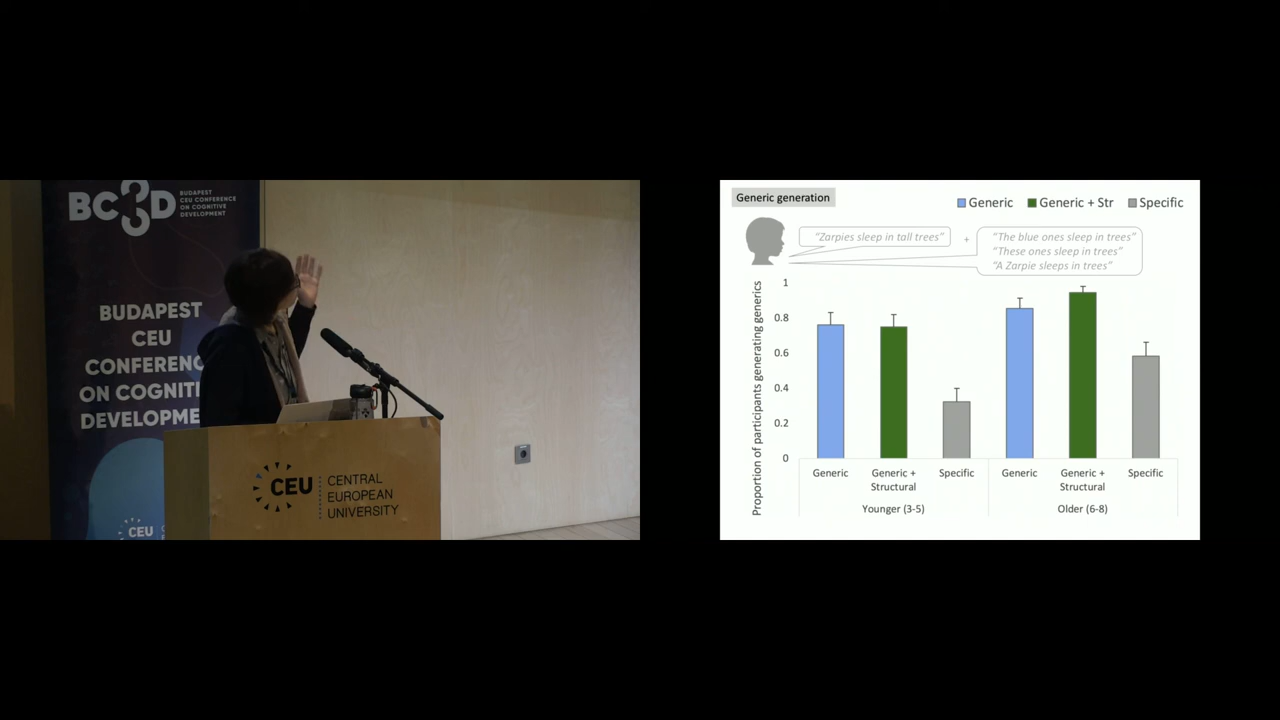 BC3D
BUDAPEST
CEU CONFERENCE
ON COGNITIVE
DEVELOPMENT
BUDAPEST
CEU
CONFERENC
ON COGNITI
DEVELOPME
CEU
CEU
CENTRAL
EUROPEAN
UNIVERSITY
Generic generation
Generic
Generic + Str
Specific
"Zarpies sleep in tall trees"
+
"The blue ones sleep in trees"
"These ones sleep in trees"
"A Zarpie sleeps in trees"
Proportion of participants generating generics
1
0.8
0.6
0.4
0.2
0
Generic
Generic +
Structural
Specific
Generic
Generic +
Structural
Specific
Younger (3-5)
Older (6-8)